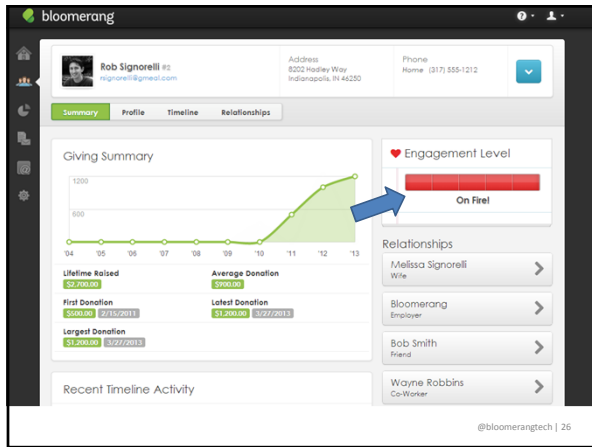 bloomerang
Rob Signorelli #2
rsignorelli@gmeal.com
Address
8202 Hadley Way
Indianapolis, IN 46250
Phone
Home (317) 555-1212
Summary Profile Timeline Relationships
Giving Summary
1200
600
'04 '05 '06 '07 '08 '09 '10 '11 '12 '13
Lifetime Raised
$2,700.00
Average Donation
$900.00
First Donation
$500.00 2/15/2011
Latest Donation
$1,200.00 3/27/2013
Largest Donation
$1,200.00 3/27/2013
Recent Timeline Activity
Engagement Level
On Fire!
Relationships
Melissa Signorelli
Wife
Bloomerang
Employer
Bob Smith
Friend
Wayne Robbins
Co-Worker
@bloomerangtech | 26